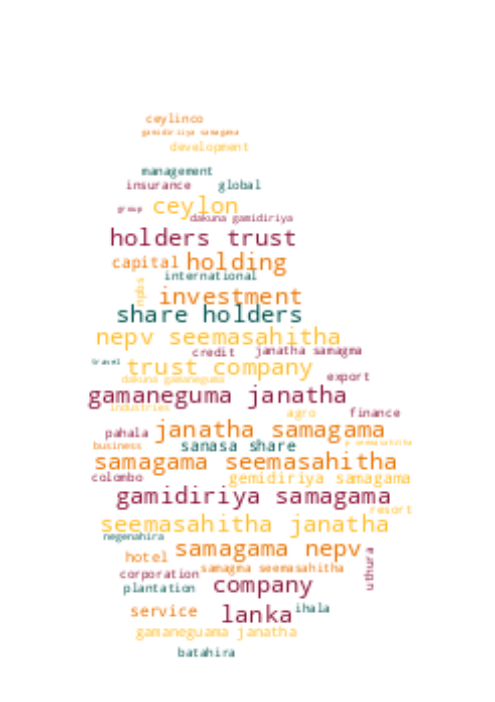 ceylinco
gamidiriya samagama
development
management
insurance global
group ceylon
dakuna gamidiriya
holders trust
capital holding
international
npbs
investment
share holders
nepv seemasahitha
credit janatha samagma
travel trust company
dakuna gamaneguma export
gamaneguma janatha
industries
agro finance
pahala janatha samagama
business sanasa share p seemasahitha
samagama seemasahitha
colombo gemidiriya samagama
gamidiriya samagama
resort
seemasahitha janatha
negenahira
samagama nepv
hotel
uthura
samagma seemasahitha
corporation
plantation company
service lanka ihala
gamaneguama janatha
batahira